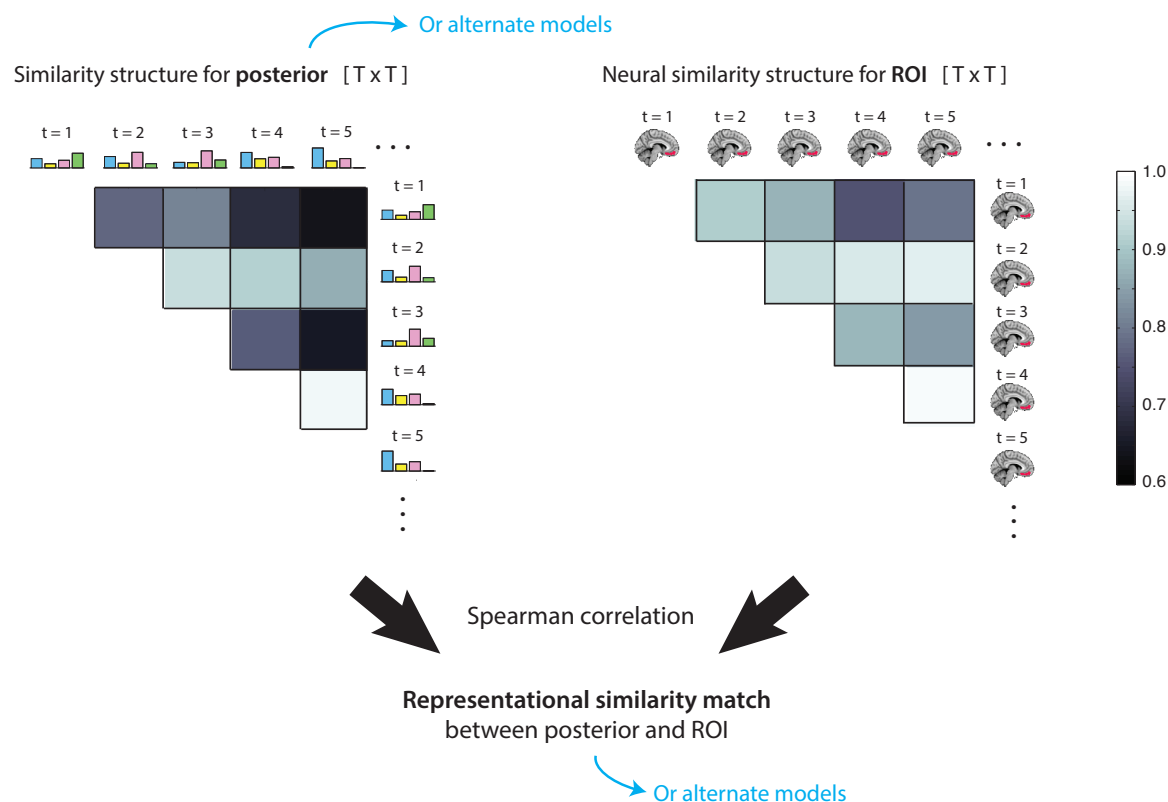 Or alternate models
Similarity structure for posterior [ T x T ]
Neural similarity structure for ROI [ T x T ]
t = 1 t = 2 t = 3 t = 4 t = 5 . . .
t = 1 t = 2 t = 3 t = 4 t = 5 . . .
t = 1
t = 2
t = 3
t = 4
t = 5
t = 1
t = 2
t = 3
t = 4
t = 5
1.0
0.9
0.8
0.7
0.6
Spearman correlation
Representational similarity match
between posterior and ROI
Or alternate models